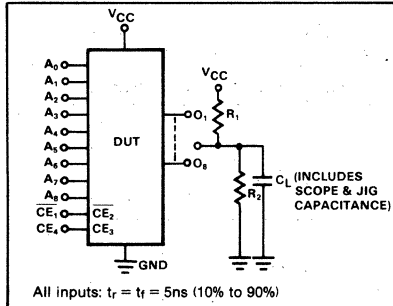 VCC
A0
A1
A2
A3
A4
A5
A6
A7
A8
CE1 CE2
CE4 CE3
DUT
O1
O8
GND
VCC
R1
R2
CL (INCLUDES
SCOPE & JIG
CAPACITANCE)
All inputs: tr = tf = 5ns (10% to 90%)